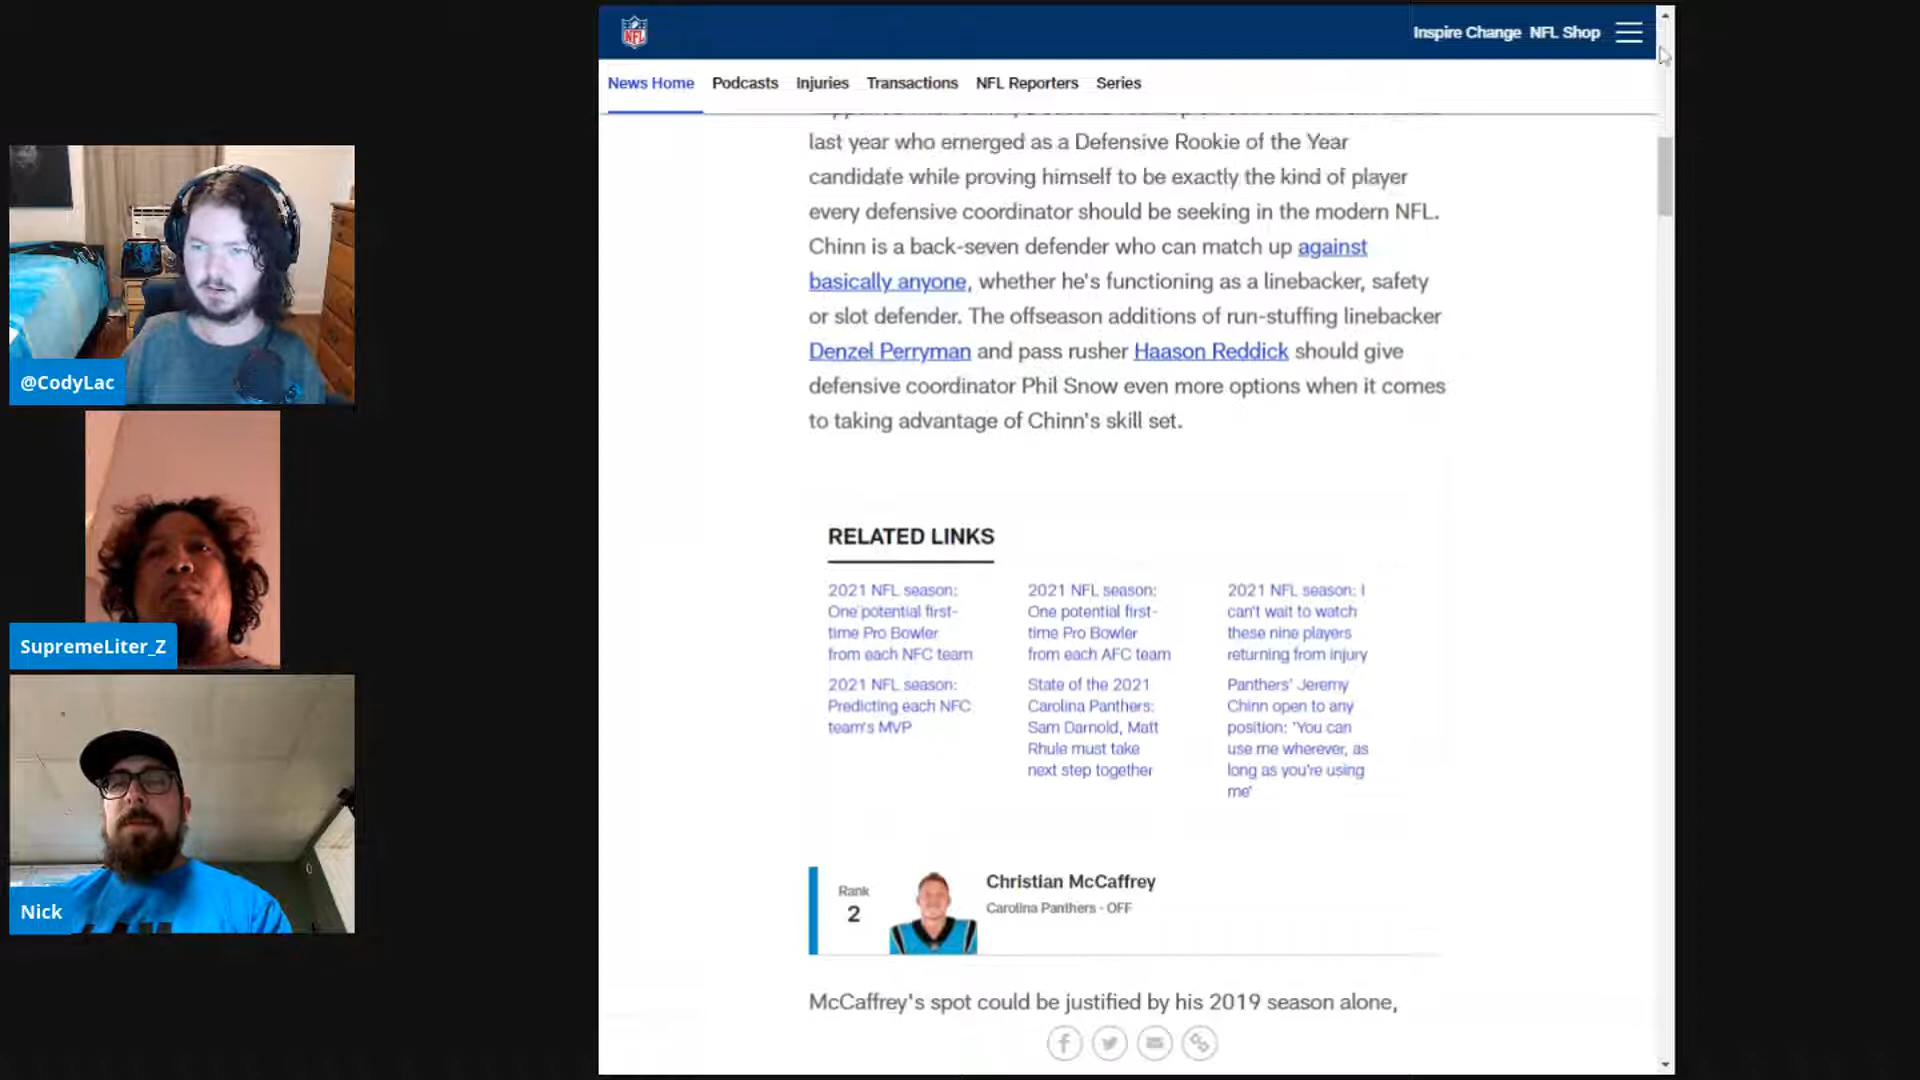 NFL
Inspire Change NFL Shop
News Home Podcasts Injuries Transactions NFL Reporters Series
last year who emerged as a Defensive Rookie of the Year
candidate while proving himself to be exactly the kind of player
every defensive coordinator should be seeking in the modern NFL.
Chinn is a back-seven defender who can match up against
basically anyone, whether he's functioning as a linebacker, safety
or slot defender. The offseason additions of run-stuffing linebacker
Denzel Perryman and pass rusher Haason Reddick should give
defensive coordinator Phil Snow even more options when it comes
to taking advantage of Chinn's skill set.
RELATED LINKS
2021 NFL season:
One potential first-
time Pro Bowler
from each NFC team
2021 NFL season:
One potential first-
time Pro Bowler
from each AFC team
2021 NFL season: I
can't wait to watch
these nine players
returning from injury
2021 NFL season:
Predicting each NFC
team's MVP
State of the 2021
Carolina Panthers:
Sam Darnold, Matt
Rhule must take
next step together
Panthers' Jeremy
Chinn open to any
position: 'You can
use me wherever, as
long as you're using
me'
Rank
2
Christian McCaffrey
Carolina Panthers - OFF
McCaffrey's spot could be justified by his 2019 season alone,
@CodyLac
SupremeLiter_Z
Nick